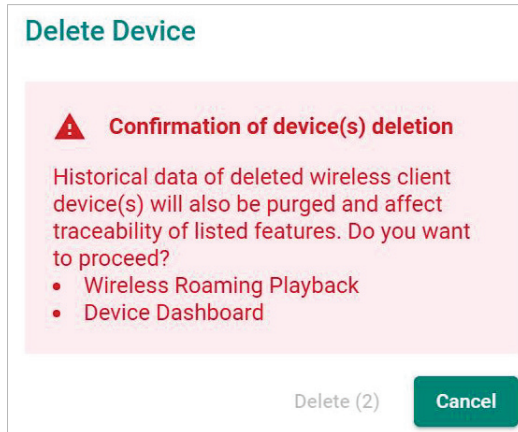 Delete Device
Confirmation of device(s) deletion
Historical data of deleted wireless client
device(s) will also be purged and affect
traceability of listed features. Do you want
to proceed?
• Wireless Roaming Playback
• Device Dashboard
Delete (2) Cancel